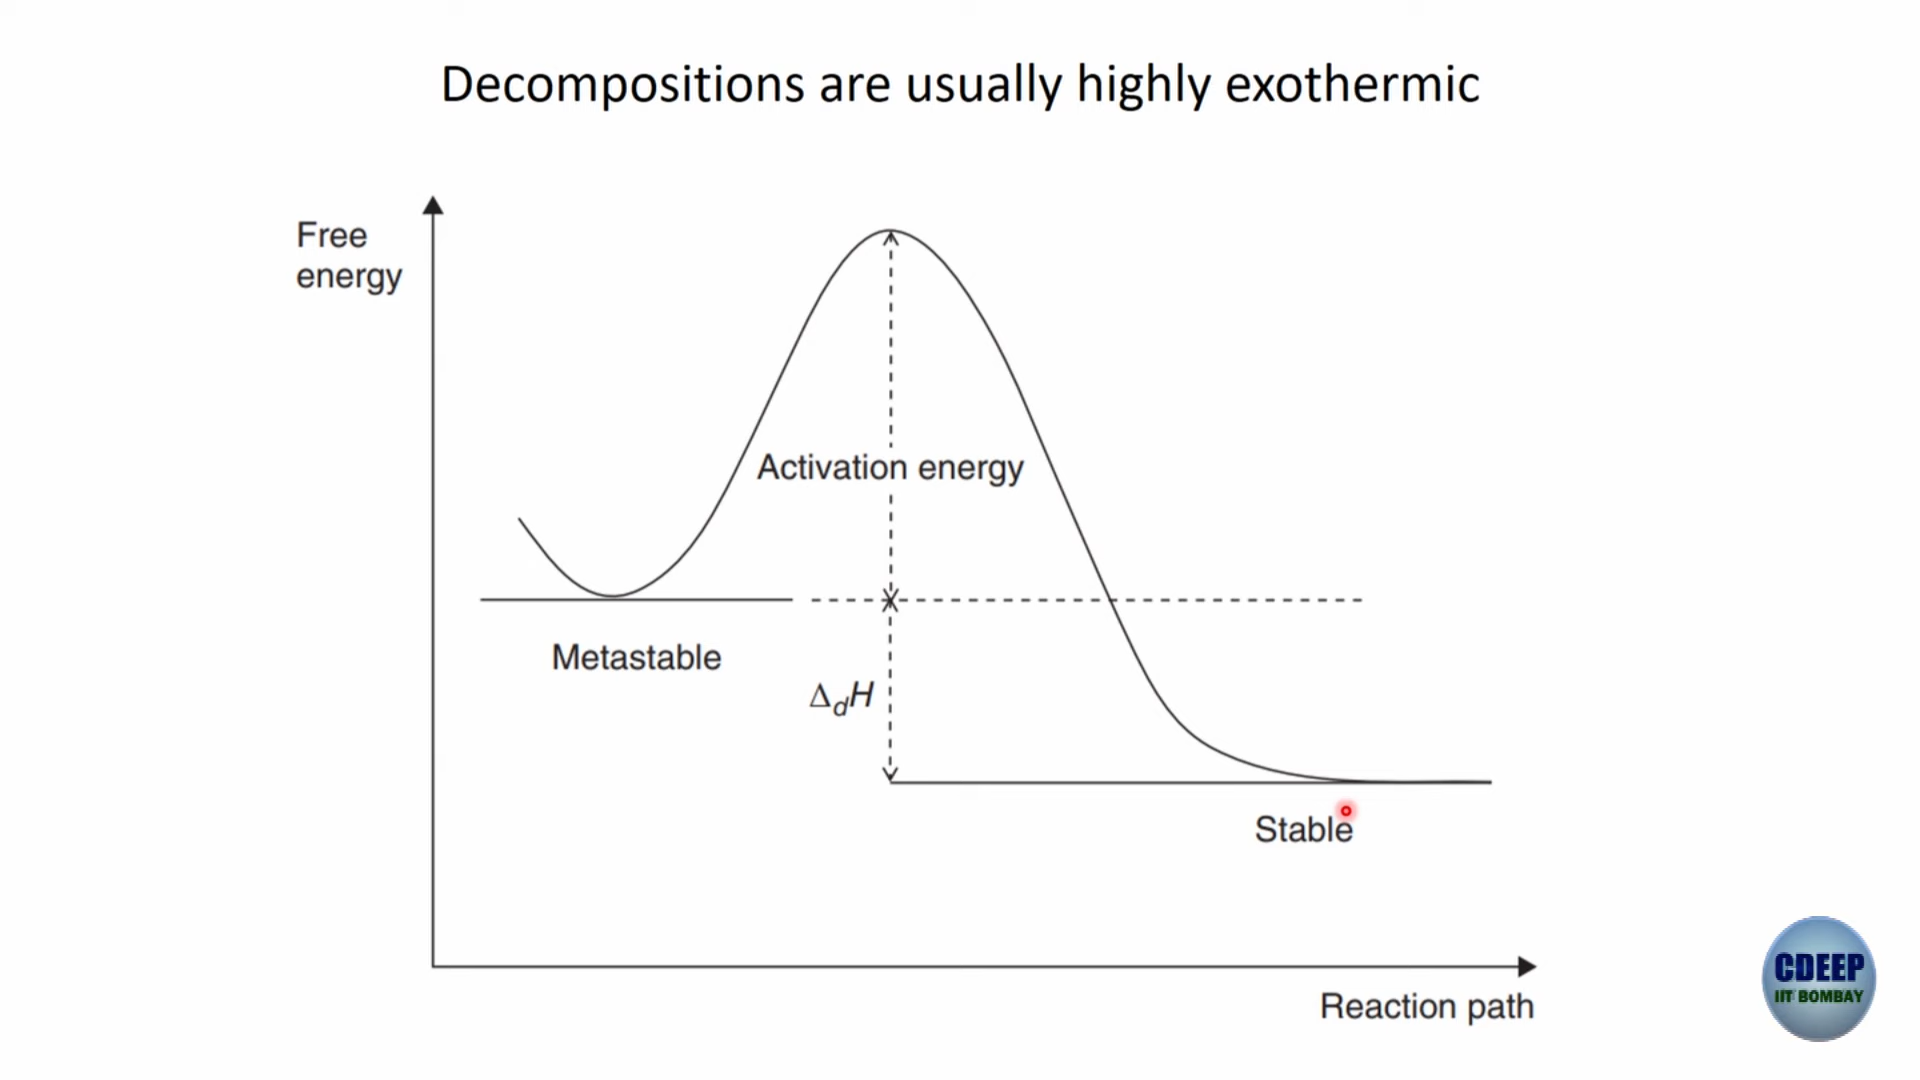 Decompositions are usually highly exothermic
Free
energy
Activation energy
Metastable
Δ_dH
Stable
Reaction path
CDEEP
IIT BOMBAY